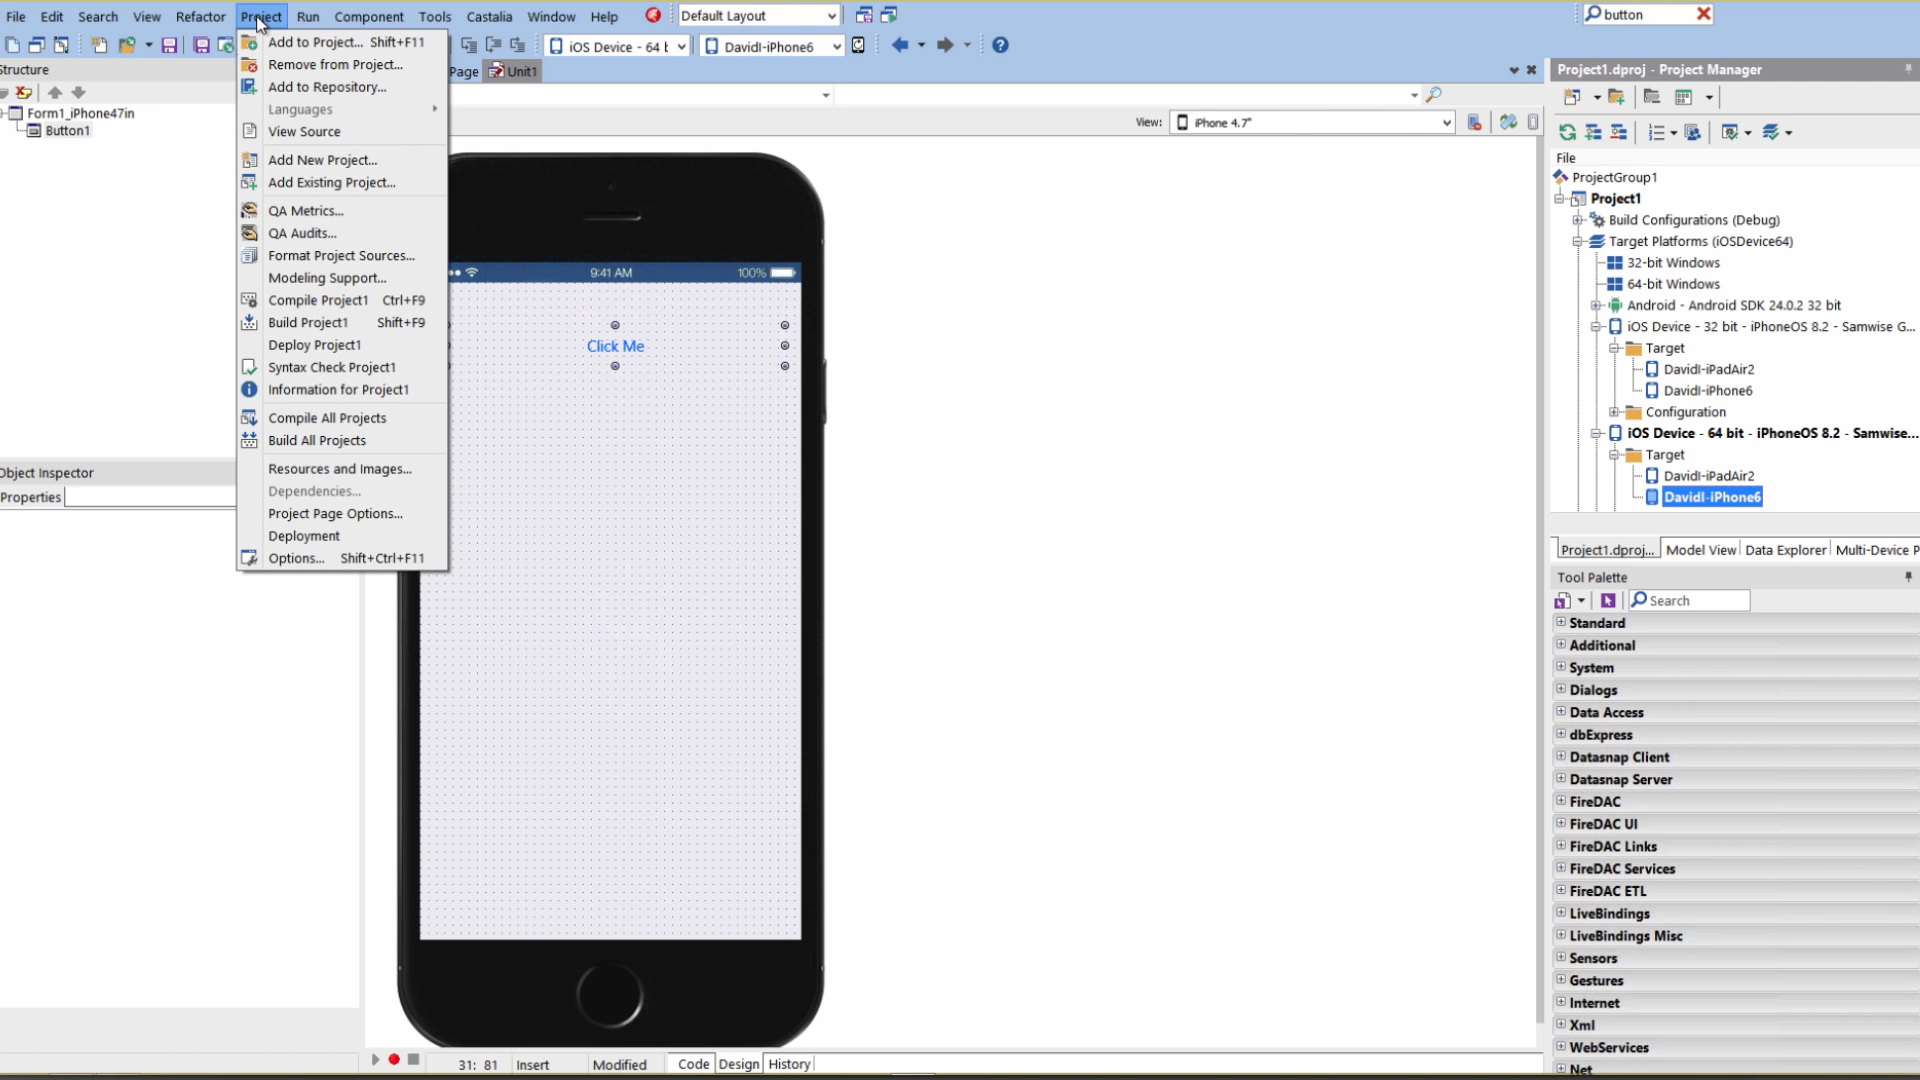 File Edit Search View Refactor Project Run Component Tools Castalia Window Help Default Layout button
iOS Device - 64 DavidI-iPhone6
Structure
Form1_iPhone47in
Button1
Object Inspector
Properties
Add to Project... Shift+F11
Remove from Project...
Add to Repository...
Languages
View Source
Add New Project...
Add Existing Project...
QA Metrics...
QA Audits...
Format Project Sources...
Modeling Support...
Compile Project1 Ctrl+F9
Build Project1 Shift+F9
Deploy Project1
Syntax Check Project1
Information for Project1
Compile All Projects
Build All Projects
Resources and Images...
Dependencies...
Project Page Options...
Deployment
Options... Shift+Ctrl+F11
Page Unit1
View: iPhone 4.7"
9:41 AM 100%
Click Me
31: 81 Insert Modified Code Design History
Project1.dproj - Project Manager
File
ProjectGroup1
Project1
Build Configurations (Debug)
Target Platforms (iOSDevice64)
32-bit Windows
64-bit Windows
Android - Android SDK 24.0.2 32 bit
iOS Device - 32 bit - iPhoneOS 8.2 - Samwise G...
Target
DavidI-iPadAir2
DavidI-iPhone6
Configuration
iOS Device - 64 bit - iPhoneOS 8.2 - Samwise...
Target
DavidI-iPadAir2
DavidI-iPhone6
Project1.dproj... Model View Data Explorer Multi-Device P
Tool Palette
Search
Standard
Additional
System
Dialogs
Data Access
dbExpress
Datasnap Client
Datasnap Server
FireDAC
FireDAC UI
FireDAC Links
FireDAC Services
FireDAC ETL
LiveBindings
LiveBindings Misc
Sensors
Gestures
Internet
Xml
WebServices
Net